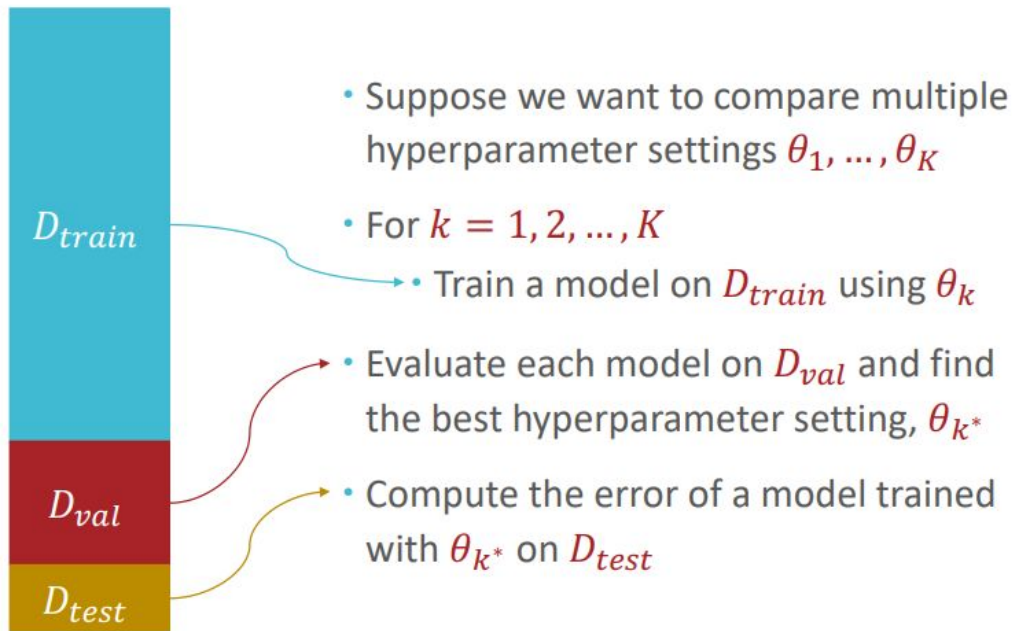 D_train
D_val
D_test
• Suppose we want to compare multiple
hyperparameter settings θ_1, … , θ_K
• For k = 1, 2, … , K
• Train a model on D_train using θ_k
• Evaluate each model on D_val and find
the best hyperparameter setting, θ_{k*}
• Compute the error of a model trained
with θ_{k*} on D_test